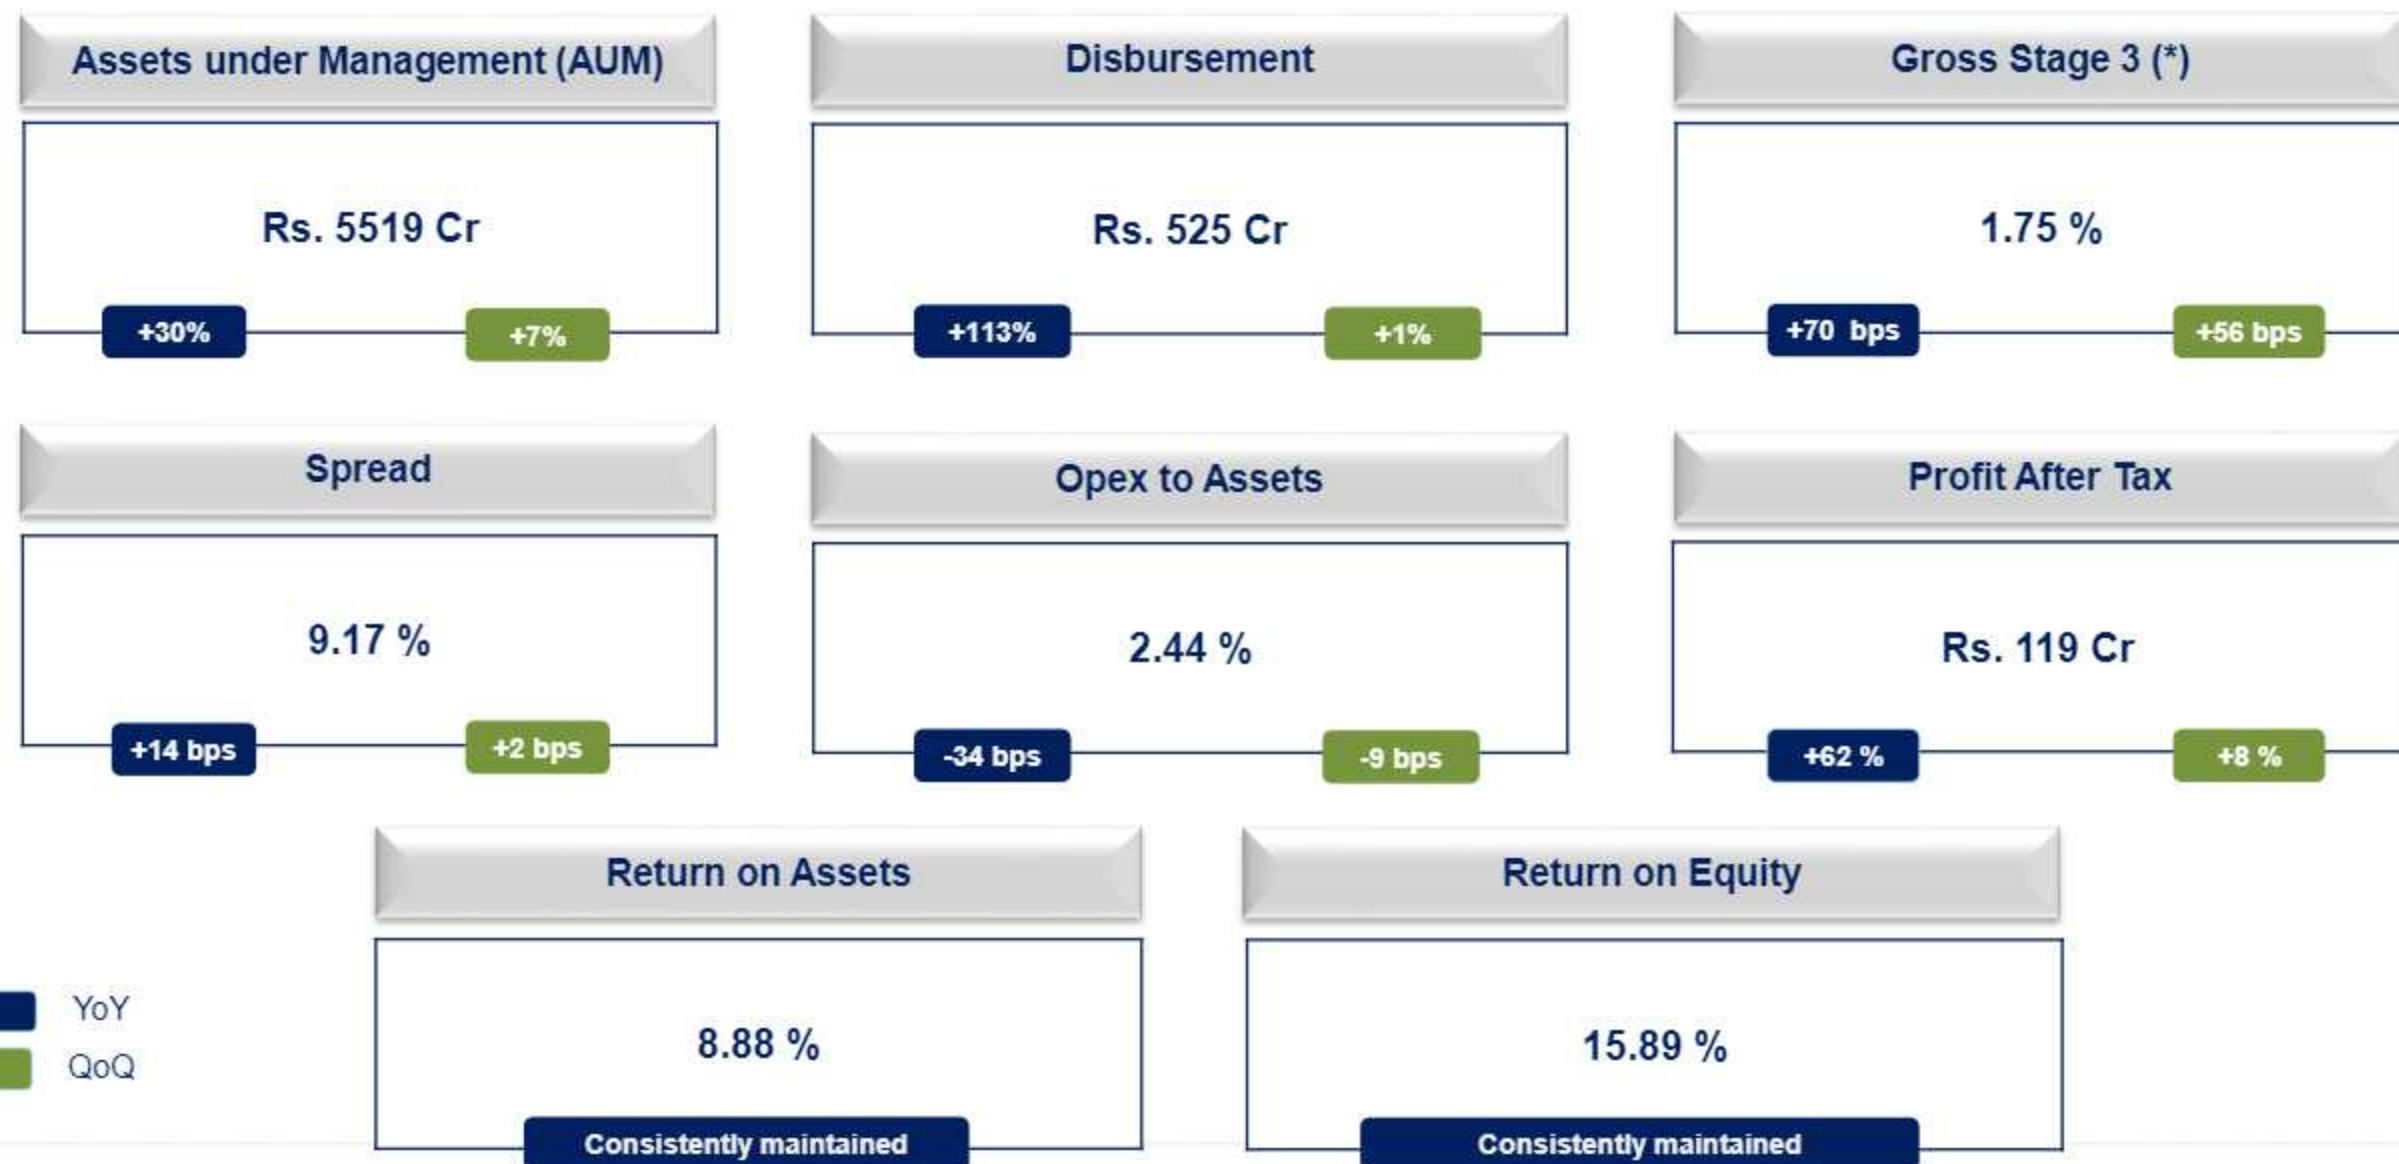 Assets under Management (AUM)
Disbursement
Gross Stage 3 (*)
Rs. 5519 Cr
Rs. 525 Cr
1.75 %
+30%
+7%
+113%
+1%
+70 bps
+56 bps
Spread
Opex to Assets
Profit After Tax
9.17 %
2.44 %
Rs. 119 Cr
+14 bps
+2 bps
-34 bps
-9 bps
+62 %
+8 %
Return on Assets
Return on Equity
YoY
QoQ
8.88 %
15.89 %
Consistently maintained
Consistently maintained